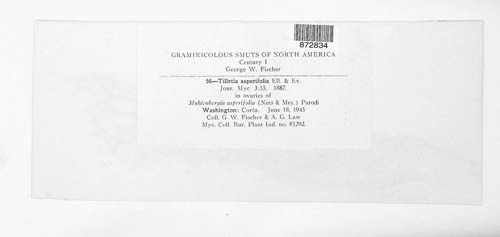 872834
GRAMINICOLOUS SMUTS OF NORTH AMERICA
Century I
George W. Fischer
56—Tilletia asperifolia Ell. & Ev.
Jour. Myc. 3:55. 1887.
in ovaries of
Muhlenbergia asperifolia (Nees & Mey.) Parodi
Washington: Corfu. June 18, 1945
Coll. G. W. Fischer & A. G. Law
Myc. Coll. Bur. Plant Ind. no. 85292.